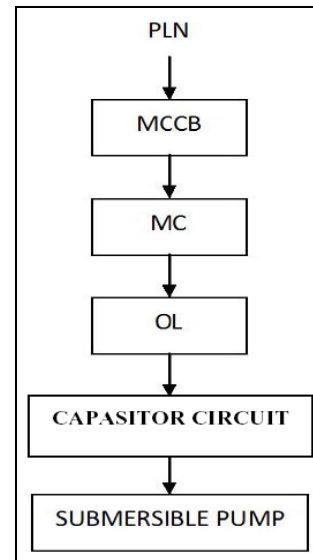 PLN
MCCB
MC
OL
CAPASITOR CIRCUIT
SUBMERSIBLE PUMP